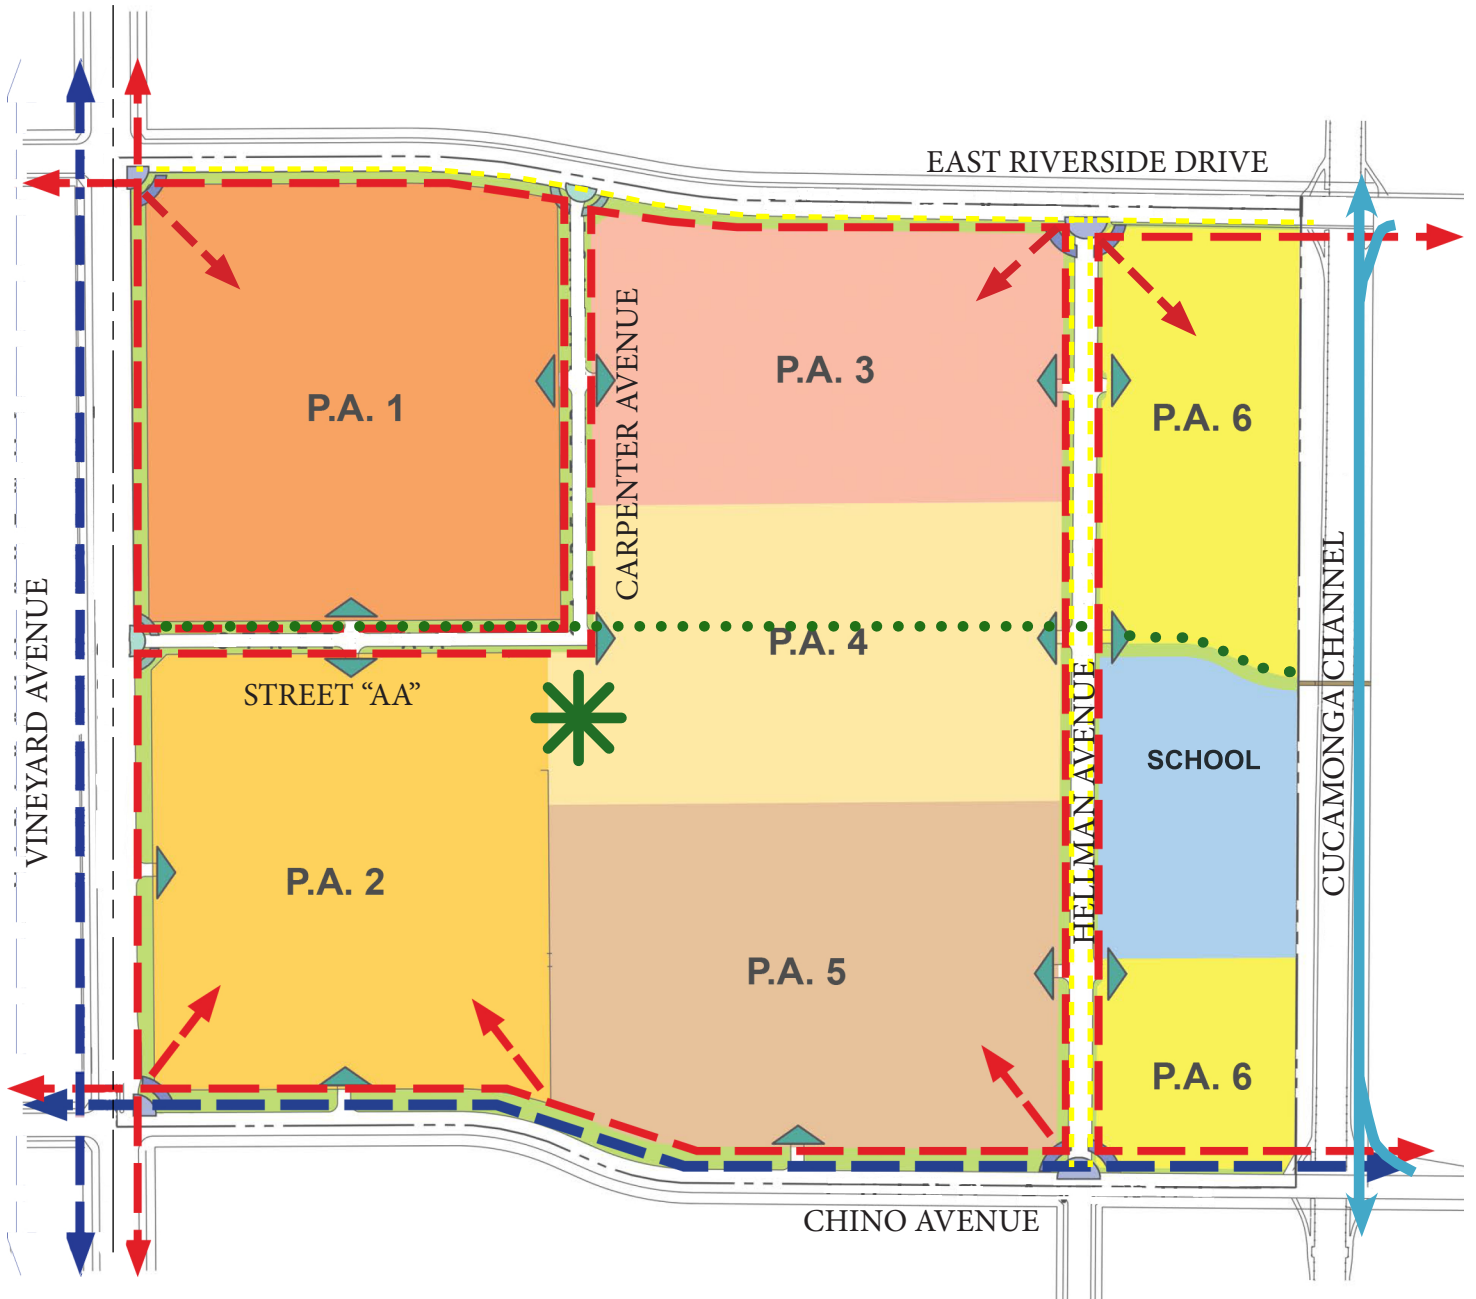 EAST RIVERSIDE DRIVE
P.A. 1
CARPENTER AVENUE
P.A. 3
P.A. 6
VINEYARD AVENUE
STREET “AA”
P.A. 4
HELLMAN AVENUE
SCHOOL
CUCAMONGA CHANNEL
P.A. 2
P.A. 5
P.A. 6
CHINO AVENUE